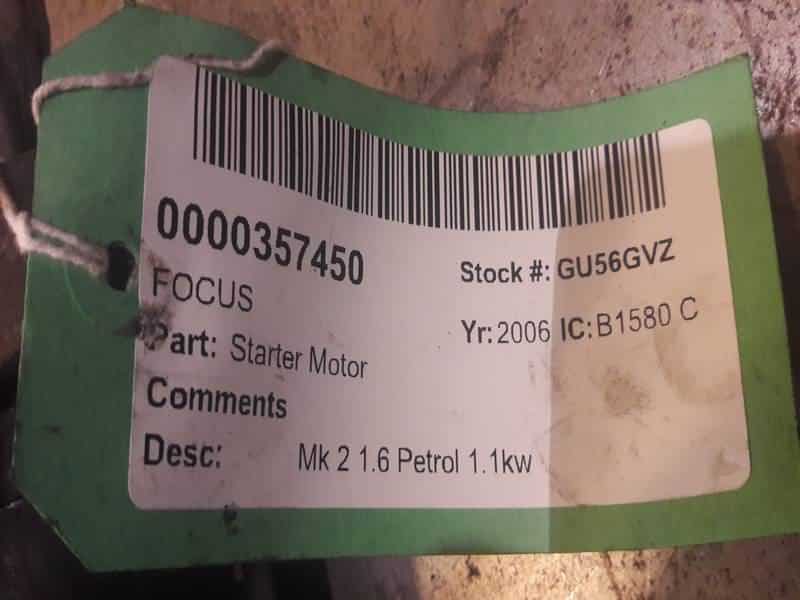 0000357450
Stock #: GU56GVZ
FOCUS
Yr: 2006 IC: B1580 C
Part: Starter Motor
Comments
Desc: Mk 2 1.6 Petrol 1.1kw